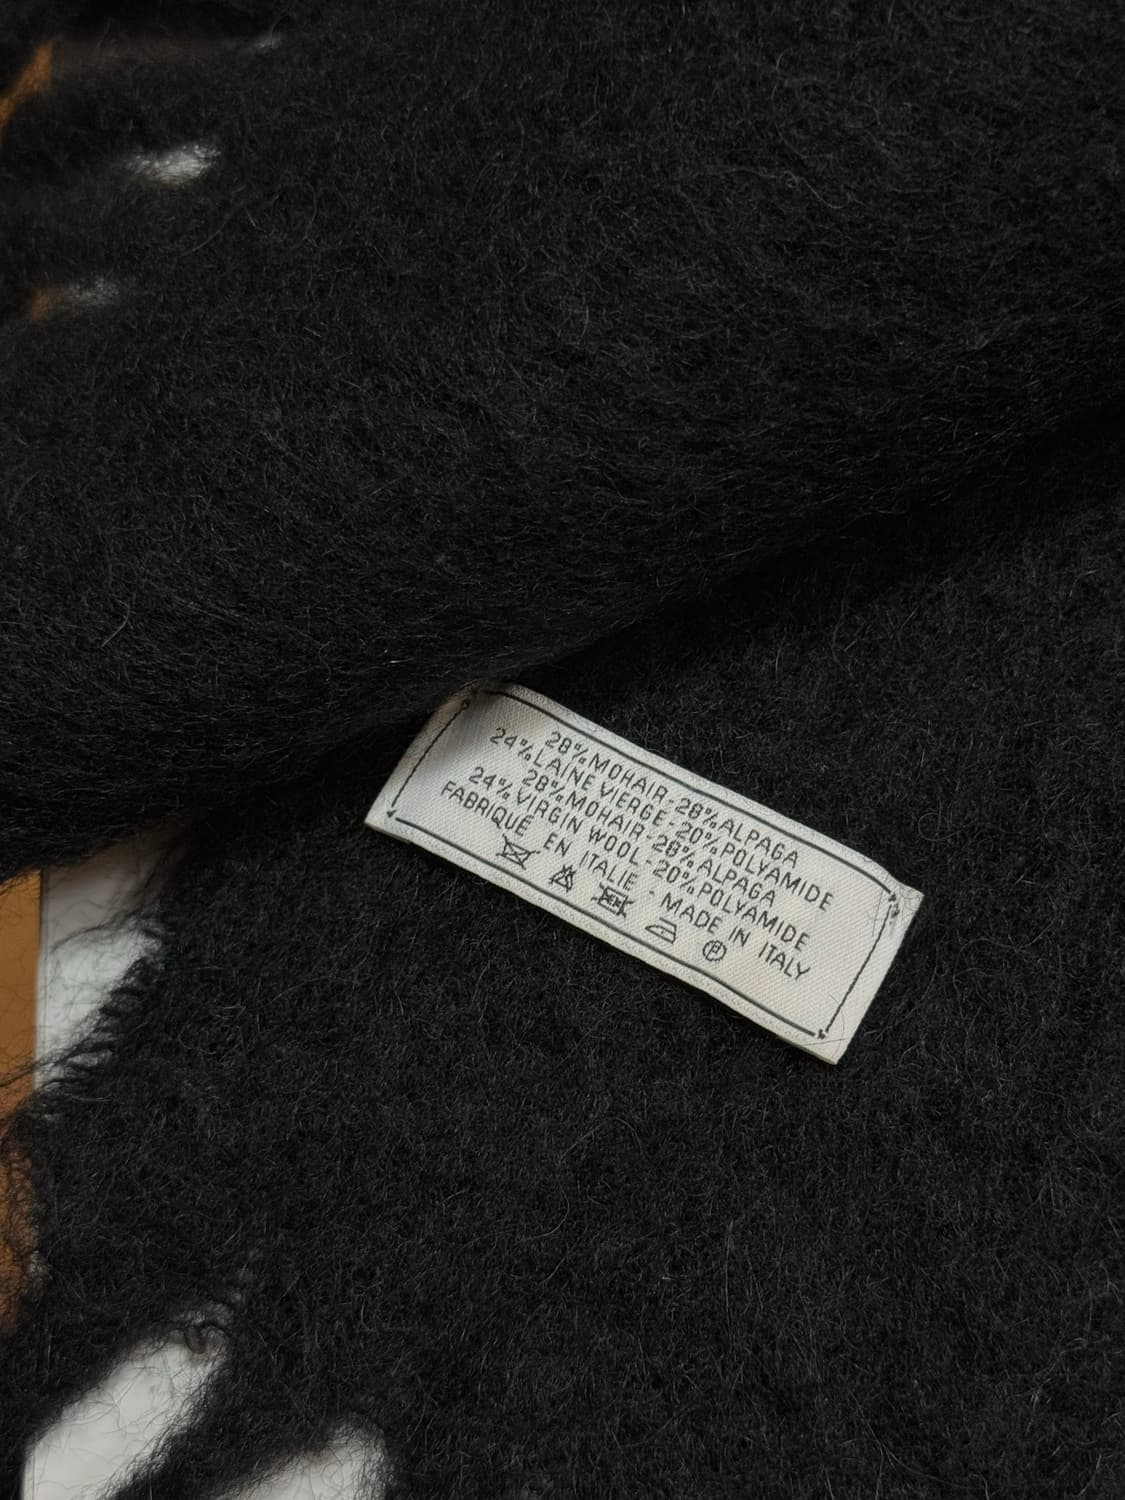 28%MOHAIR-28%ALPAGA
24%LAINE VIERGE-20%POLYAMIDE
28%MOHAIR-28%ALPAGA
24%VIRGIN WOOL-20%POLYAMIDE
FABRIQUÉ EN ITALIE - MADE IN ITALY